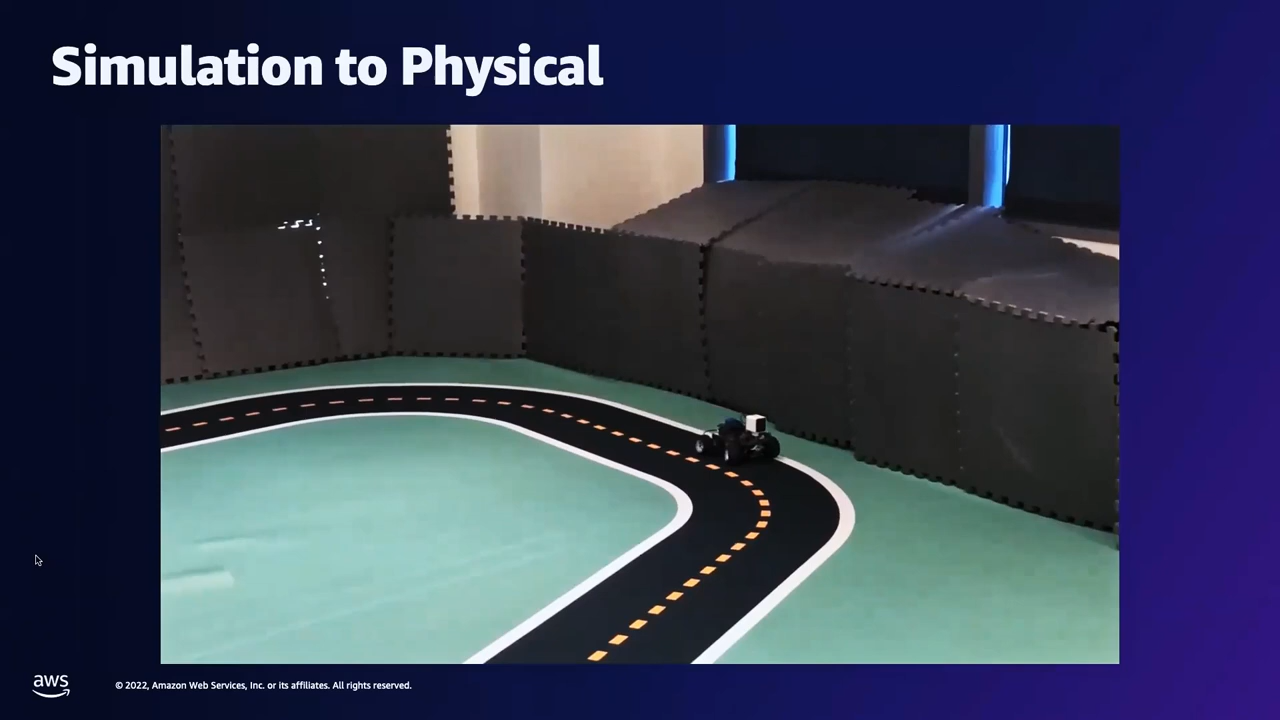 Simulation to Physical
aws
© 2022, Amazon Web Services, Inc. or its affiliates. All rights reserved.